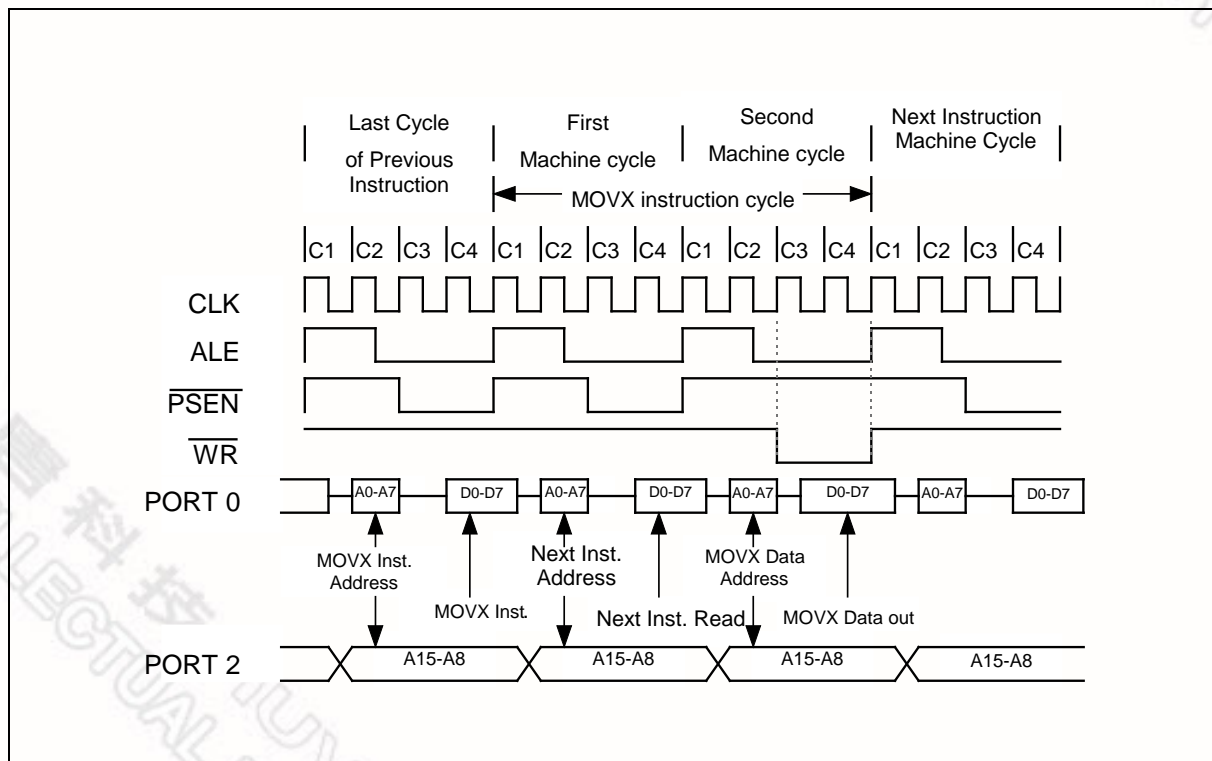 Last Cycle
of Previous
Instruction
First
Machine cycle
Second
Machine cycle
Next Instruction
Machine Cycle
MOVX instruction cycle
C1 C2 C3 C4 C1 C2 C3 C4 C1 C2 C3 C4 C1 C2 C3 C4
CLK
ALE
PSEN
WR
PORT 0
A0-A7 D0-D7 A0-A7 D0-D7 A0-A7 D0-D7 A0-A7 D0-D7
MOVX Inst.
Address
MOVX Inst.
Next Inst.
Address
Next Inst. Read
MOVX Data
Address
MOVX Data out
PORT 2
A15-A8 A15-A8 A15-A8 A15-A8
科技